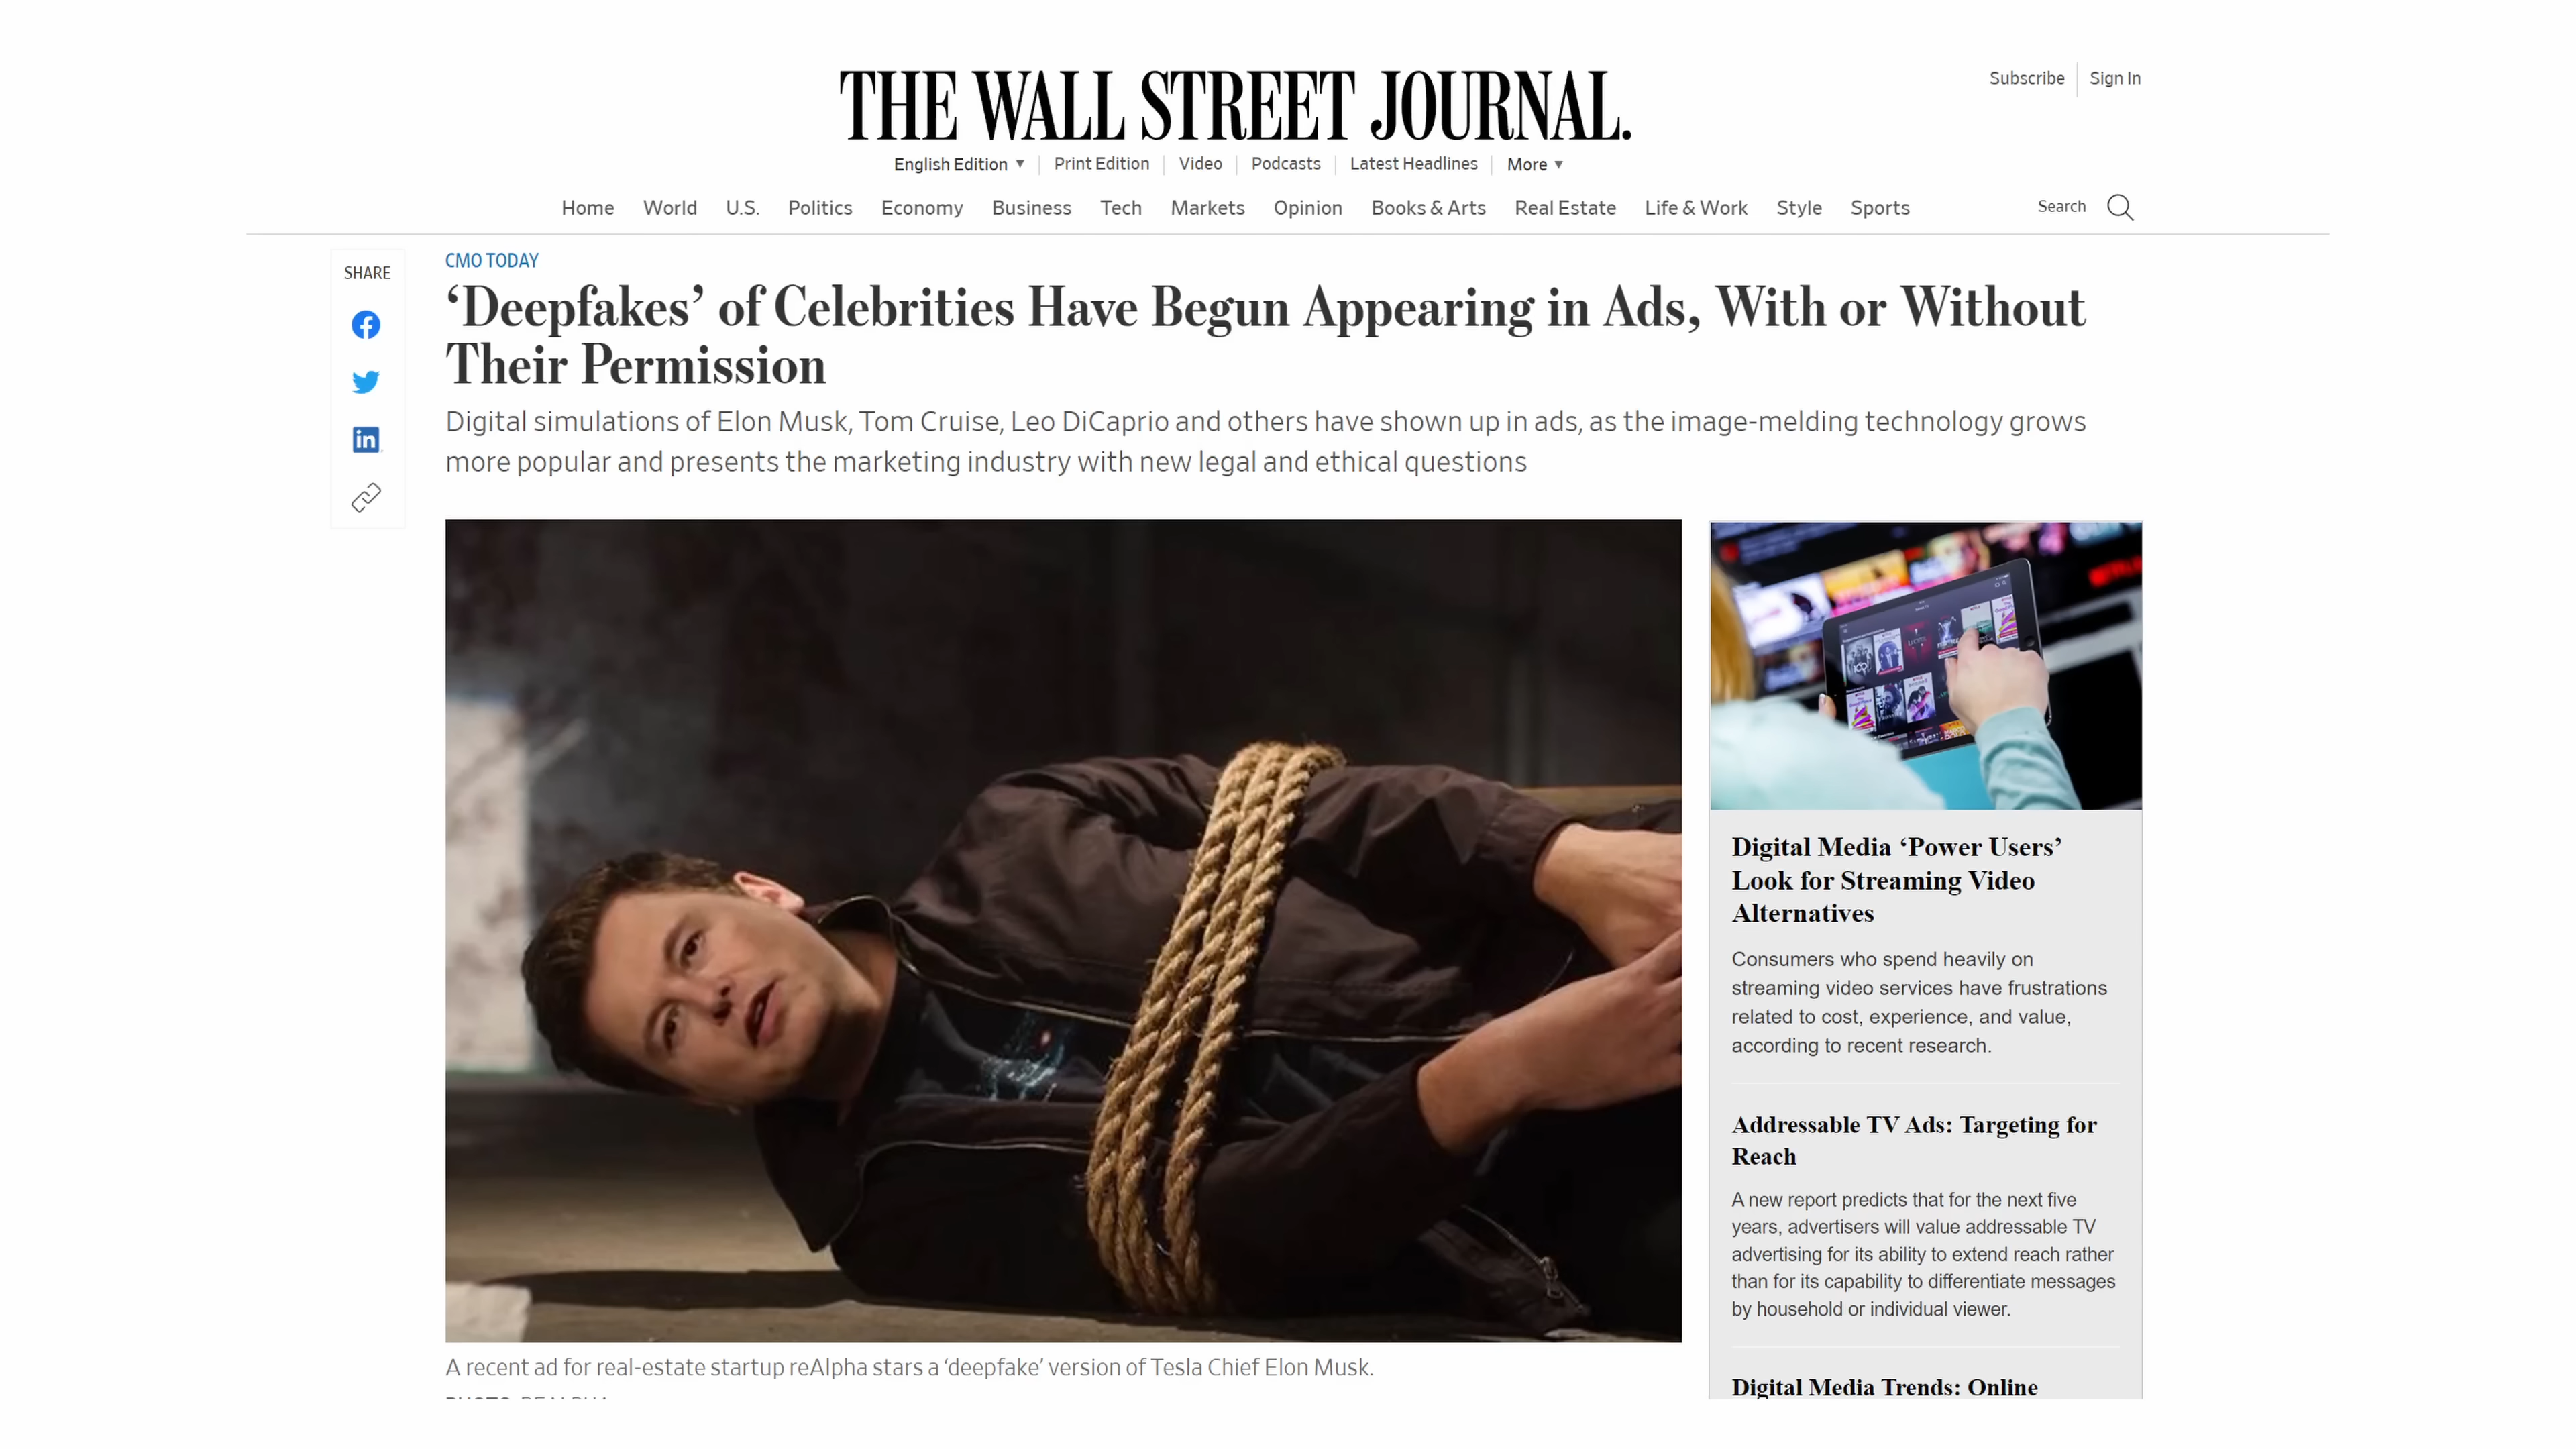 THE WALL STREET JOURNAL.
Subscribe
Sign In
English Edition
Print Edition
Video
Podcasts
Latest Headlines
More
Home
World
U.S.
Politics
Economy
Business
Tech
Markets
Opinion
Books & Arts
Real Estate
Life & Work
Style
Sports
Search
SHARE
CMO TODAY
‘Deepfakes’ of Celebrities Have Begun Appearing in Ads, With or Without
Their Permission
Digital simulations of Elon Musk, Tom Cruise, Leo DiCaprio and others have shown up in ads, as the image-melding technology grows
more popular and presents the marketing industry with new legal and ethical questions
A recent ad for real-estate startup reAlpha stars a ‘deepfake’ version of Tesla Chief Elon Musk.
Digital Media ‘Power Users’
Look for Streaming Video
Alternatives
Consumers who spend heavily on
streaming video services have frustrations
related to cost, experience, and value,
according to recent research.
Addressable TV Ads: Targeting for
Reach
A new report predicts that for the next five
years, advertisers will value addressable TV
advertising for its ability to extend reach rather
than for its capability to differentiate messages
by household or individual viewer.
Digital Media Trends: Online